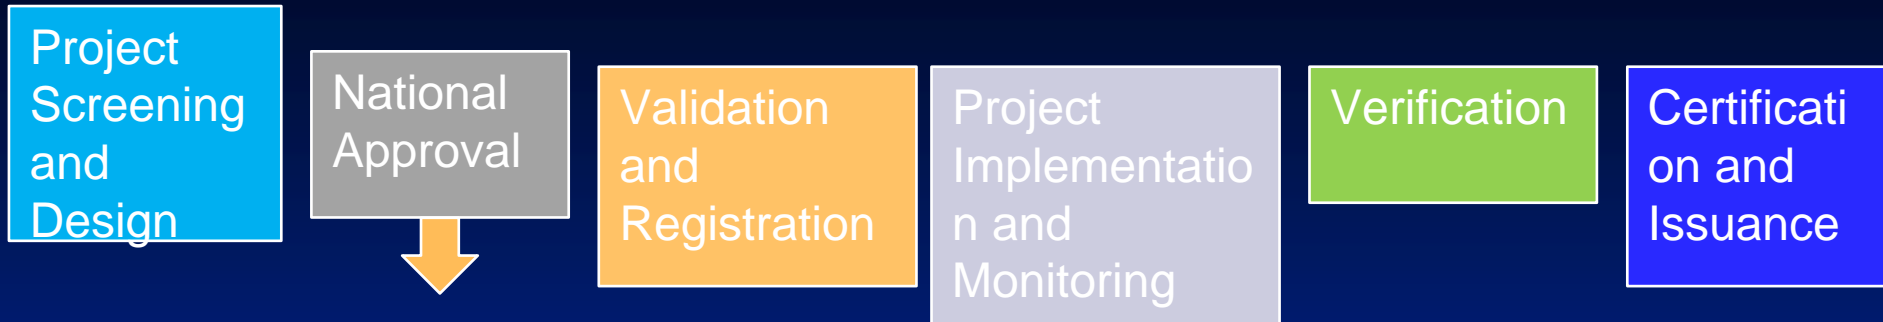 Project
Screening
and
Design
National
Approval
Validation
and
Registration
Project
Implementatio
n and
Monitoring
Verification
Certificati
on and
Issuance